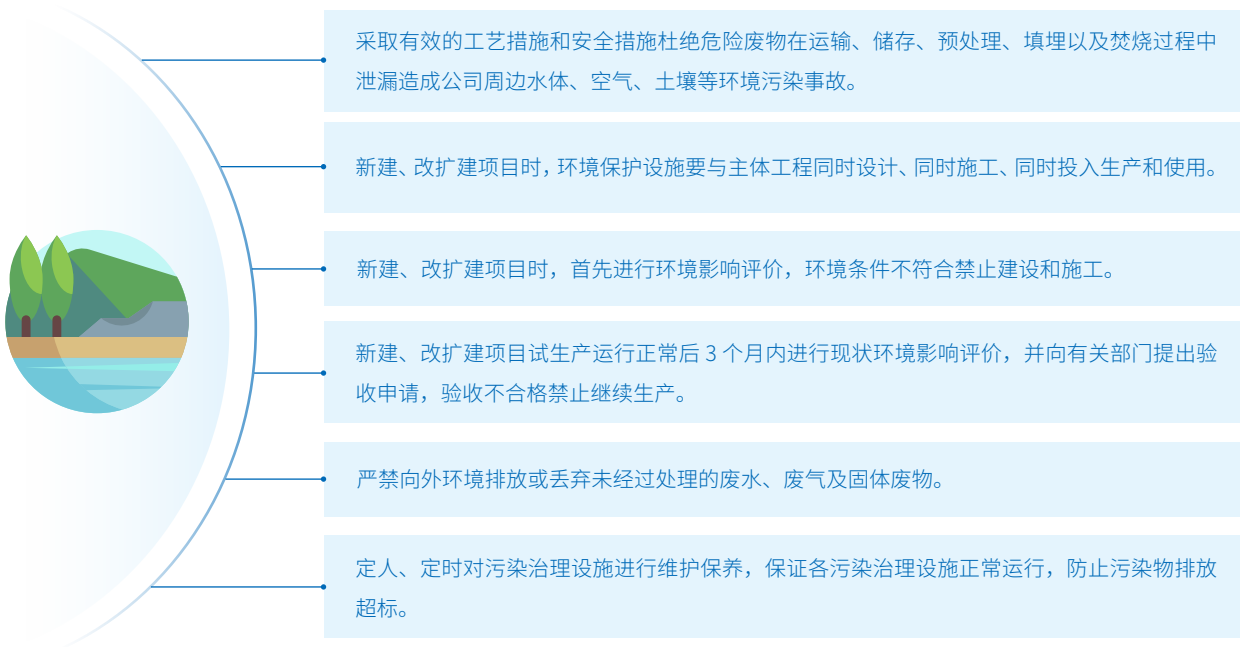 采取有效的工艺措施和安全措施杜绝危险废物在运输、储存、预处理、填埋以及焚烧过程中
泄漏造成公司周边水体、空气、土壤等环境污染事故。
新建、改扩建项目时，环境保护设施要与主体工程同时设计、同时施工、同时投入生产和使用。
新建、改扩建项目时，首先进行环境影响评价，环境条件不符合禁止建设和施工。
新建、改扩建项目试生产运行正常后 3 个月内进行现状环境影响评价，并向有关部门提出验
收申请，验收不合格禁止继续生产。
严禁向外环境排放或丢弃未经过处理的废水、废气及固体废物。
定人、定时对污染治理设施进行维护保养，保证各污染治理设施正常运行，防止污染物排放
超标。